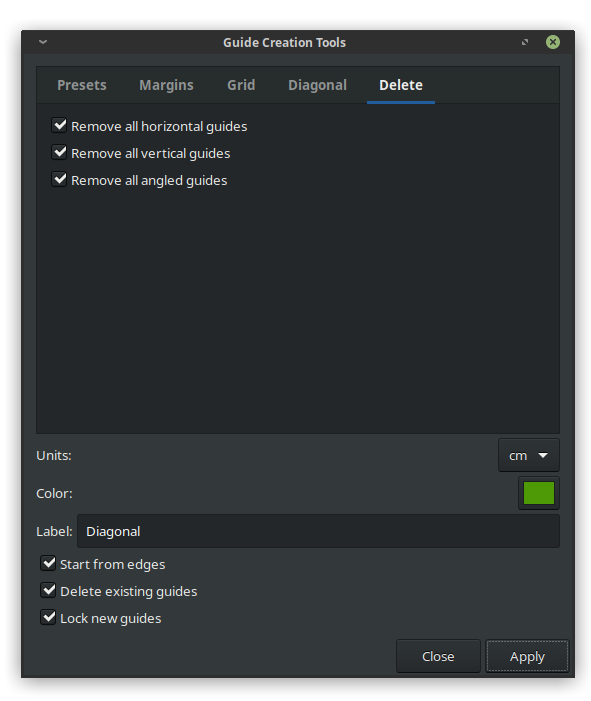 Guide Creation Tools
Presets Margins Grid Diagonal Delete
Remove all horizontal guides
Remove all vertical guides
Remove all angled guides
Units: cm
Color:
Label: Diagonal
Start from edges
Delete existing guides
Lock new guides
Close Apply